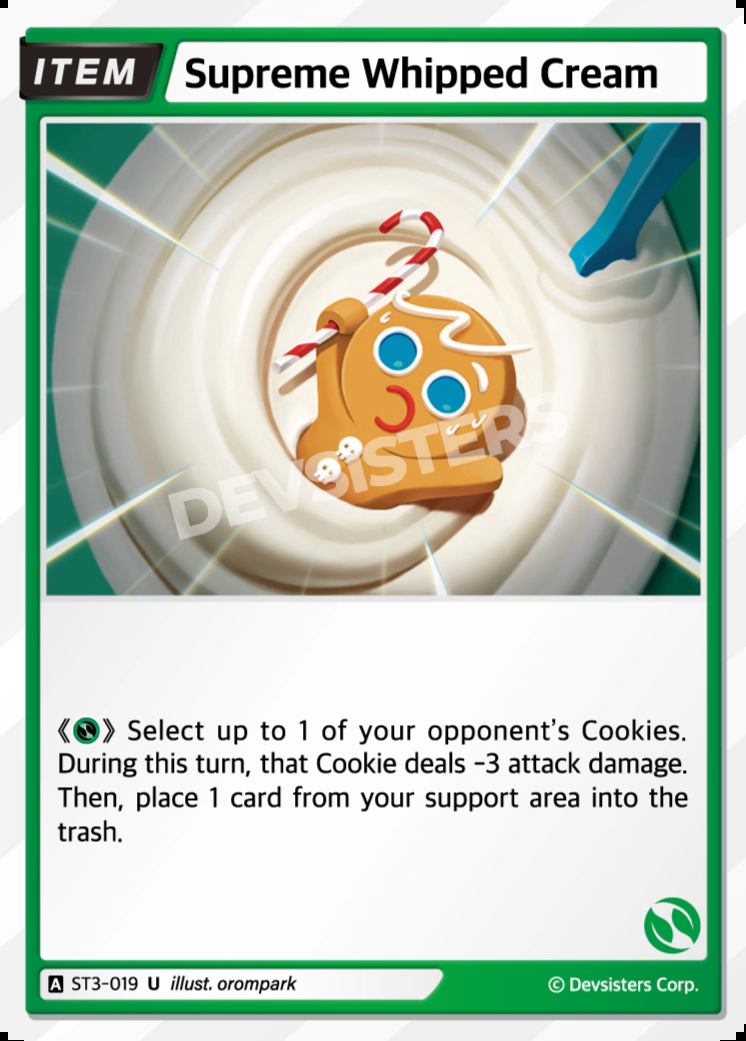 ITEM
Supreme Whipped Cream
DEVSISTERS
《 》 Select up to 1 of your opponent’s Cookies.
During this turn, that Cookie deals -3 attack damage.
Then, place 1 card from your support area into the
trash.
A ST3-019 U illust. orompark
© Devsisters Corp.